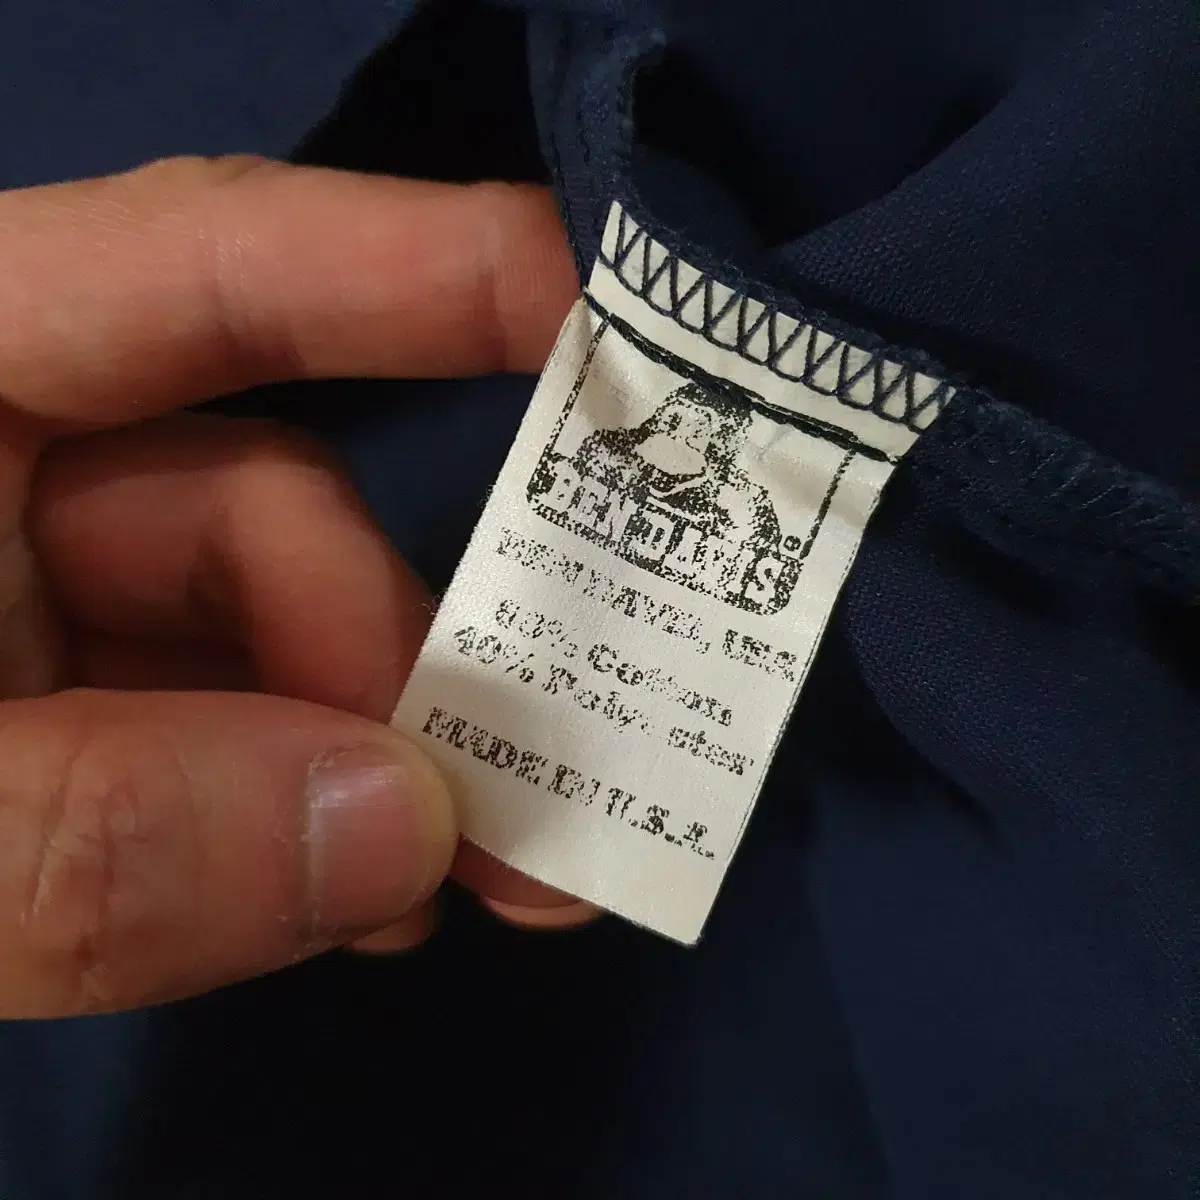 BEN DAVIS®
BEN DAVIS, USA
60% Cotton
40% Polyester
MADE IN U.S.A.